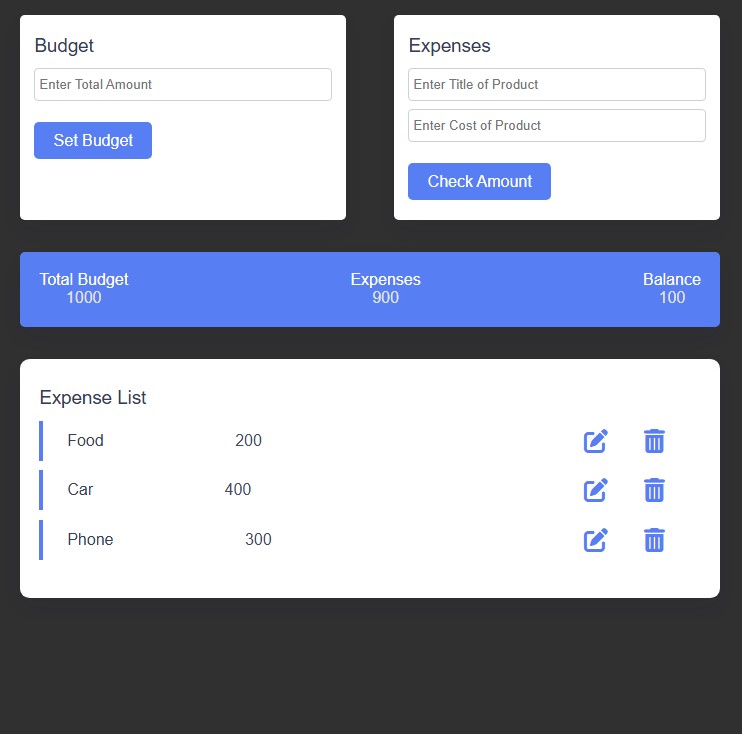 Budget
Enter Total Amount
Set Budget
Expenses
Enter Title of Product
Enter Cost of Product
Check Amount
Total Budget
1000
Expenses
900
Balance
100
Expense List
Food 200
Car 400
Phone 300